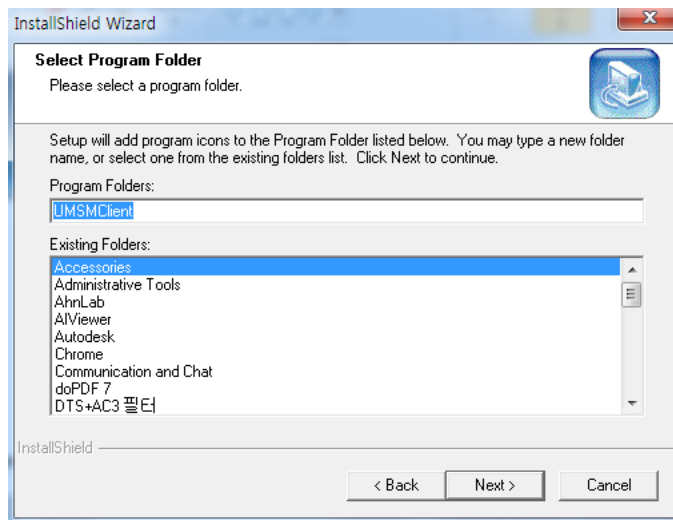 InstallShield Wizard
Select Program Folder
Please select a program folder.
Setup will add program icons to the Program Folder listed below. You may type a new folder
name, or select one from the existing folders list. Click Next to continue.
Program Folders:
UMSMClient
Existing Folders:
Accessories
Administrative Tools
AhnLab
AlViewer
Autodesk
Chrome
Communication and Chat
doPDF 7
DTS+AC3 필터
InstallShield
< Back
Next >
Cancel